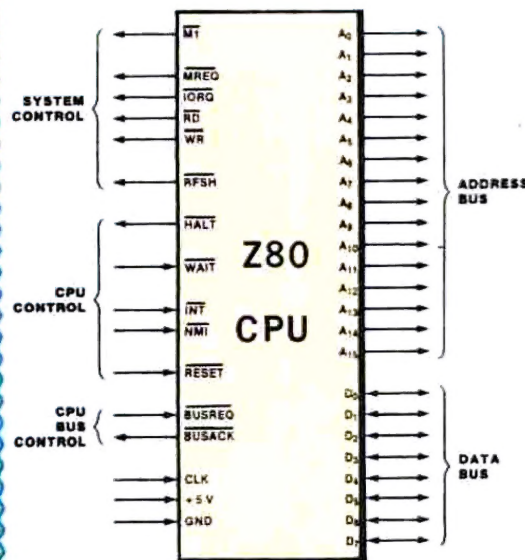 SYSTEM
CONTROL
M1
MREQ
IORQ
RD
WR
RFSH
CPU
CONTROL
HALT
WAIT
INT
NMI
RESET
CPU
BUS
CONTROL
BUSREQ
BUSACK
CLK
+5 V
GND
Z80
CPU
A0
A1
A2
A3
A4
A5
A6
A7
A8
A9
A10
A11
A12
A13
A14
A15
ADDRESS
BUS
D0
D1
D2
D3
D4
D5
D6
D7
DATA
BUS